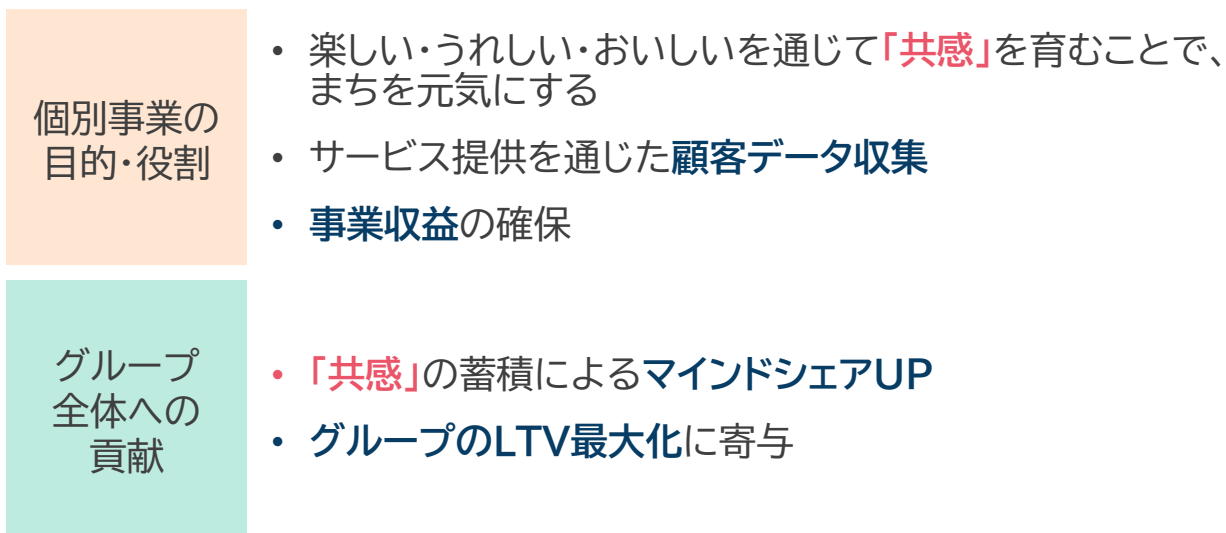 個別事業の
目的・役割
• 楽しい・うれしい・おいしいを通じて「共感」を育むことで、
まちを元気にする
• サービス提供を通じた顧客データ収集
• 事業収益の確保
グループ
全体への
貢献
• 「共感」の蓄積によるマインドシェアUP
• グループのLTV最大化に寄与